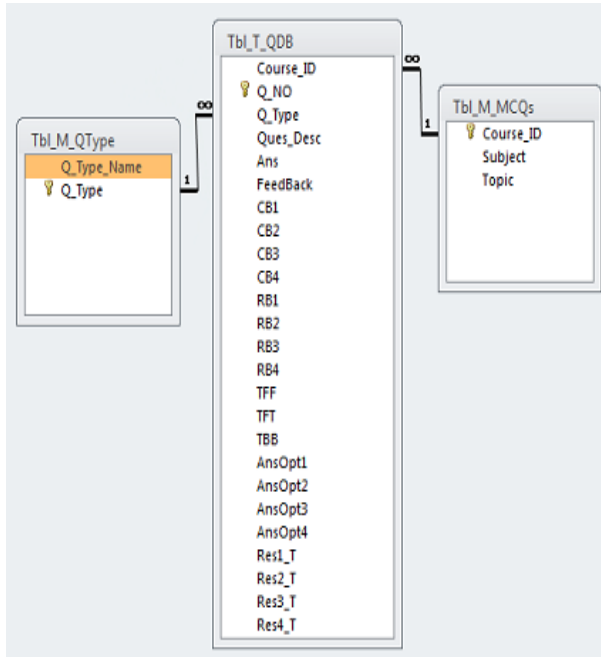 Tbl_M_QType
Q_Type_Name
Q_Type
1
∞
Tbl_T_QDB
Course_ID
Q_NO
Q_Type
Ques_Desc
Ans
FeedBack
CB1
CB2
CB3
CB4
RB1
RB2
RB3
RB4
TFF
TFT
TBB
AnsOpt1
AnsOpt2
AnsOpt3
AnsOpt4
Res1_T
Res2_T
Res3_T
Res4_T
∞
1
Tbl_M_MCQs
Course_ID
Subject
Topic